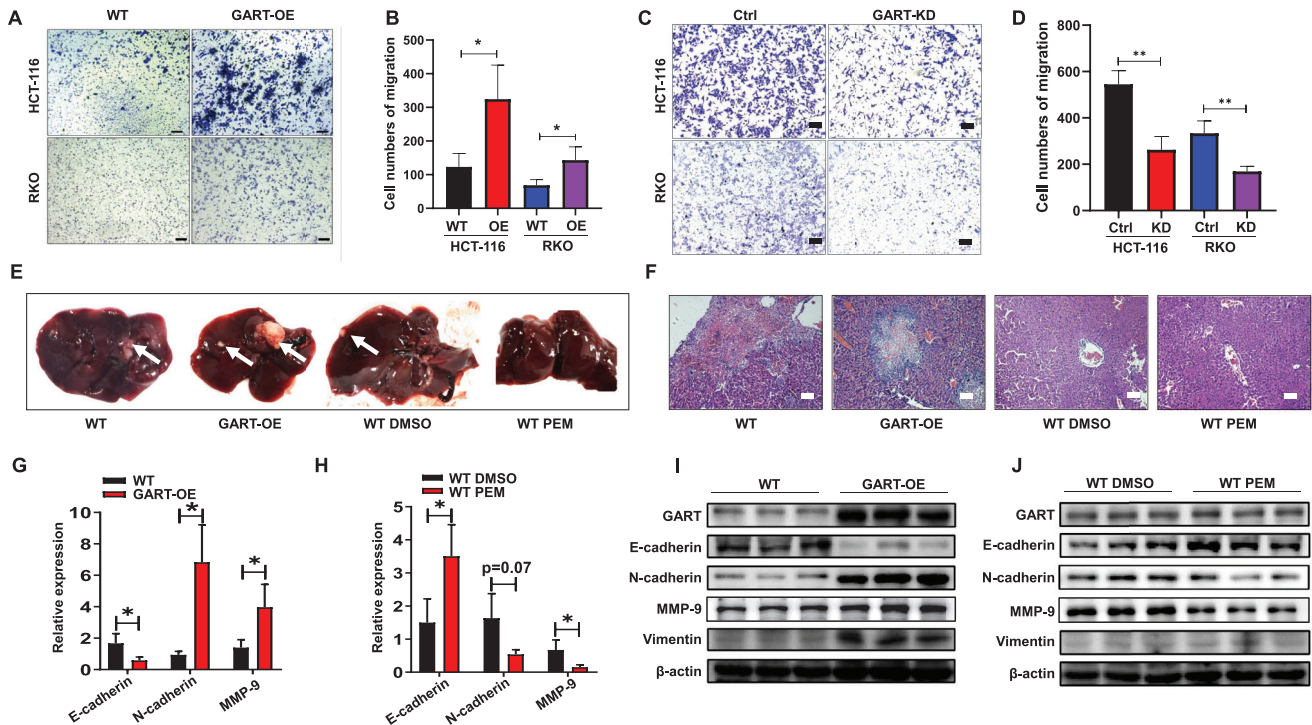 A
WT
GART-OE
HCT-116
RKO
B
Cell numbers of migration
500
400
300
200
100
0
*
*
WT
OE
WT
OE
HCT-116
RKO
C
Ctrl
GART-KD
HCT-116
RKO
D
Cell numbers of migration
800
600
400
200
0
**
**
Ctrl
KD
Ctrl
KD
HCT-116
RKO
E
WT
GART-OE
WT DMSO
WT PEM
F
WT
GART-OE
WT DMSO
WT PEM
G
WT
GART-OE
Relative expression
10
8
6
4
2
0
*
*
*
E-cadherin
N-cadherin
MMP-9
H
WT DMSO
WT PEM
Relative expression
5
4
3
2
1
0
*
p=0.07
*
E-cadherin
N-cadherin
MMP-9
I
WT
GART-OE
GART
E-cadherin
N-cadherin
MMP-9
Vimentin
β-actin
J
WT DMSO
WT PEM
GART
E-cadherin
N-cadherin
MMP-9
Vimentin
β-actin